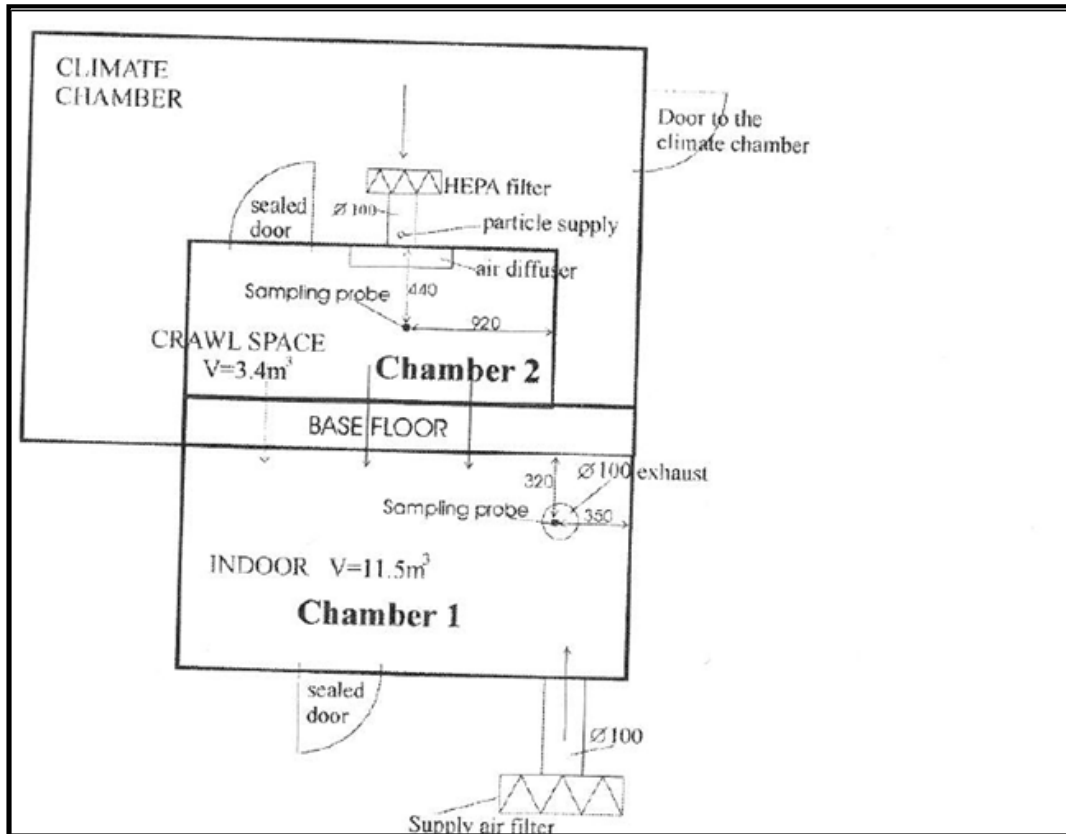 CLIMATE
CHAMBER
Door to the
climate chamber
HEPA filter
sealed
door
Ø100
particle supply
air diffuser
440
Sampling probe
920
CRAWL SPACE
V=3.4m³
Chamber 2
BASE FLOOR
320
Ø100 exhaust
Sampling probe
350
INDOOR V=11.5m³
Chamber 1
sealed
door
Ø100
Supply air filter